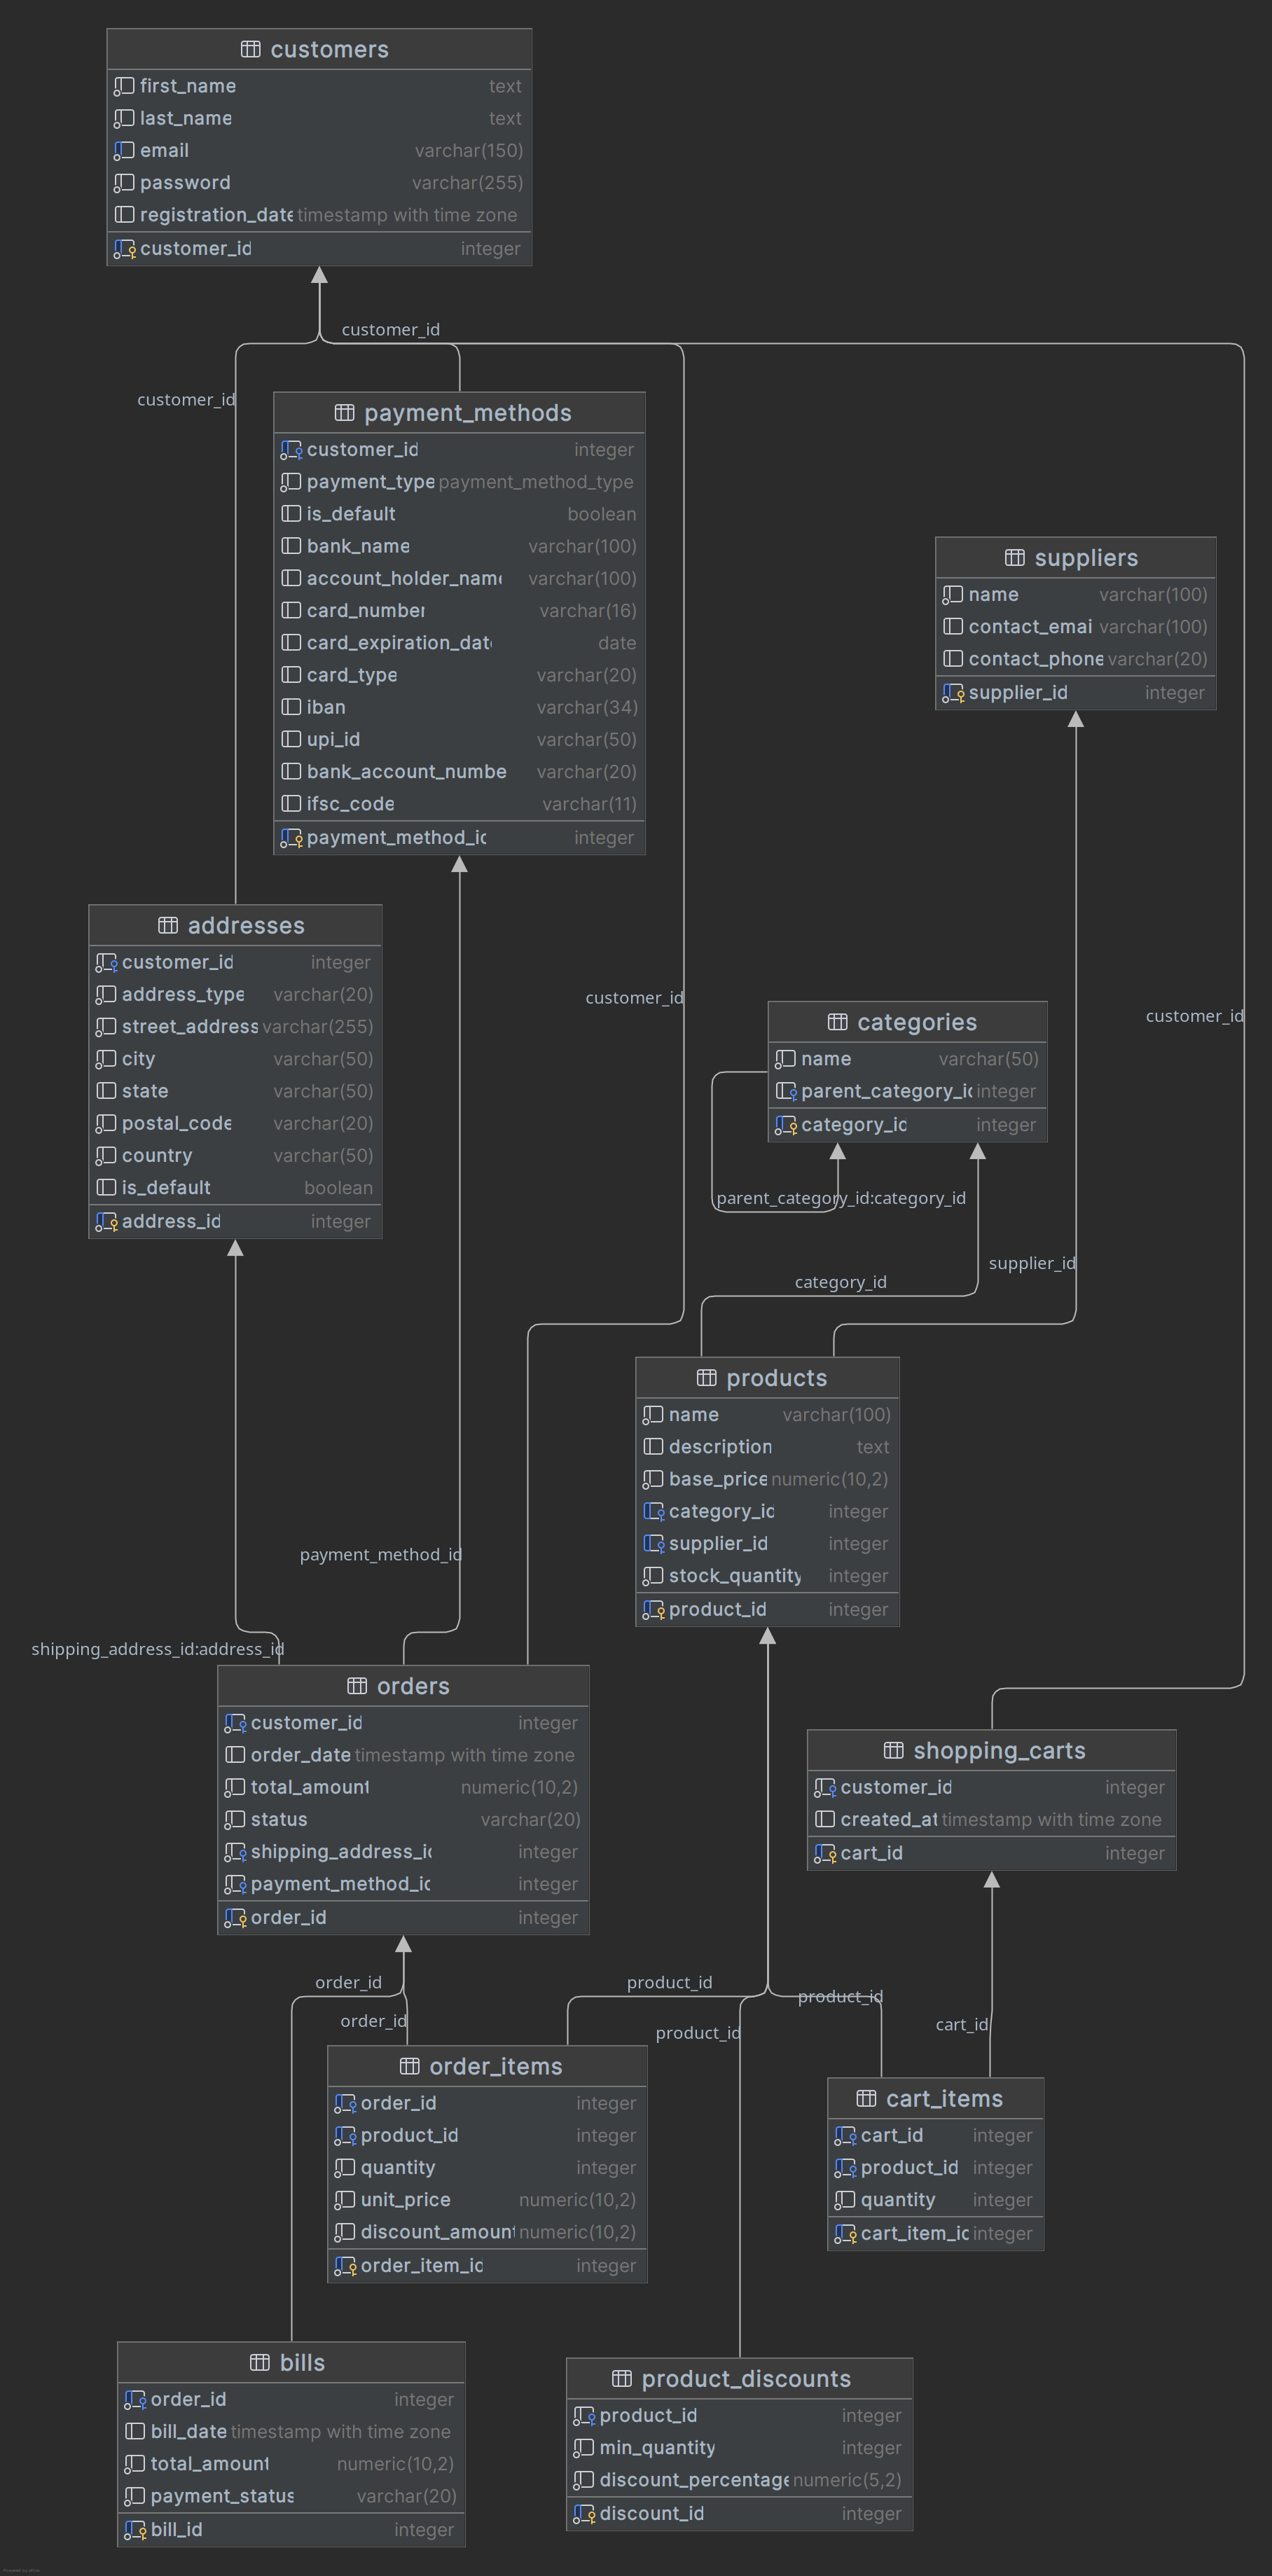 customers
first_name text
last_name text
email varchar(150)
password varchar(255)
registration_date timestamp with time zone
customer_id integer
customer_id
customer_id
payment_methods
customer_id integer
payment_type payment_method_type
is_default boolean
bank_name varchar(100)
account_holder_name varchar(100)
card_number varchar(16)
card_expiration_date date
card_type varchar(20)
iban varchar(34)
upi_id varchar(50)
bank_account_numbe varchar(20)
ifsc_code varchar(11)
payment_method_id integer
suppliers
name varchar(100)
contact_emai varchar(100)
contact_phone varchar(20)
supplier_id integer
addresses
customer_id integer
address_type varchar(20)
street_address varchar(255)
city varchar(50)
state varchar(50)
postal_code varchar(20)
country varchar(50)
is_default boolean
address_id integer
customer_id
customer_id
categories
name varchar(50)
parent_category_id integer
category_id integer
parent_category_id:category_id
supplier_id
category_id
products
name varchar(100)
description text
base_price numeric(10,2)
category_id integer
supplier_id integer
stock_quantity integer
product_id integer
payment_method_id
shipping_address_id:address_id
orders
customer_id integer
order_date timestamp with time zone
total_amount numeric(10,2)
status varchar(20)
shipping_address_id integer
payment_method_id integer
order_id integer
shopping_carts
customer_id integer
created_at timestamp with time zone
cart_id integer
order_id
product_id
product_id
order_id
product_id
cart_id
order_items
order_id integer
product_id integer
quantity integer
unit_price numeric(10,2)
discount_amount numeric(10,2)
order_item_id integer
cart_items
cart_id integer
product_id integer
quantity integer
cart_item_id integer
bills
order_id integer
bill_date timestamp with time zone
total_amount numeric(10,2)
payment_status varchar(20)
bill_id integer
product_discounts
product_id integer
min_quantity integer
discount_percentage numeric(5,2)
discount_id integer